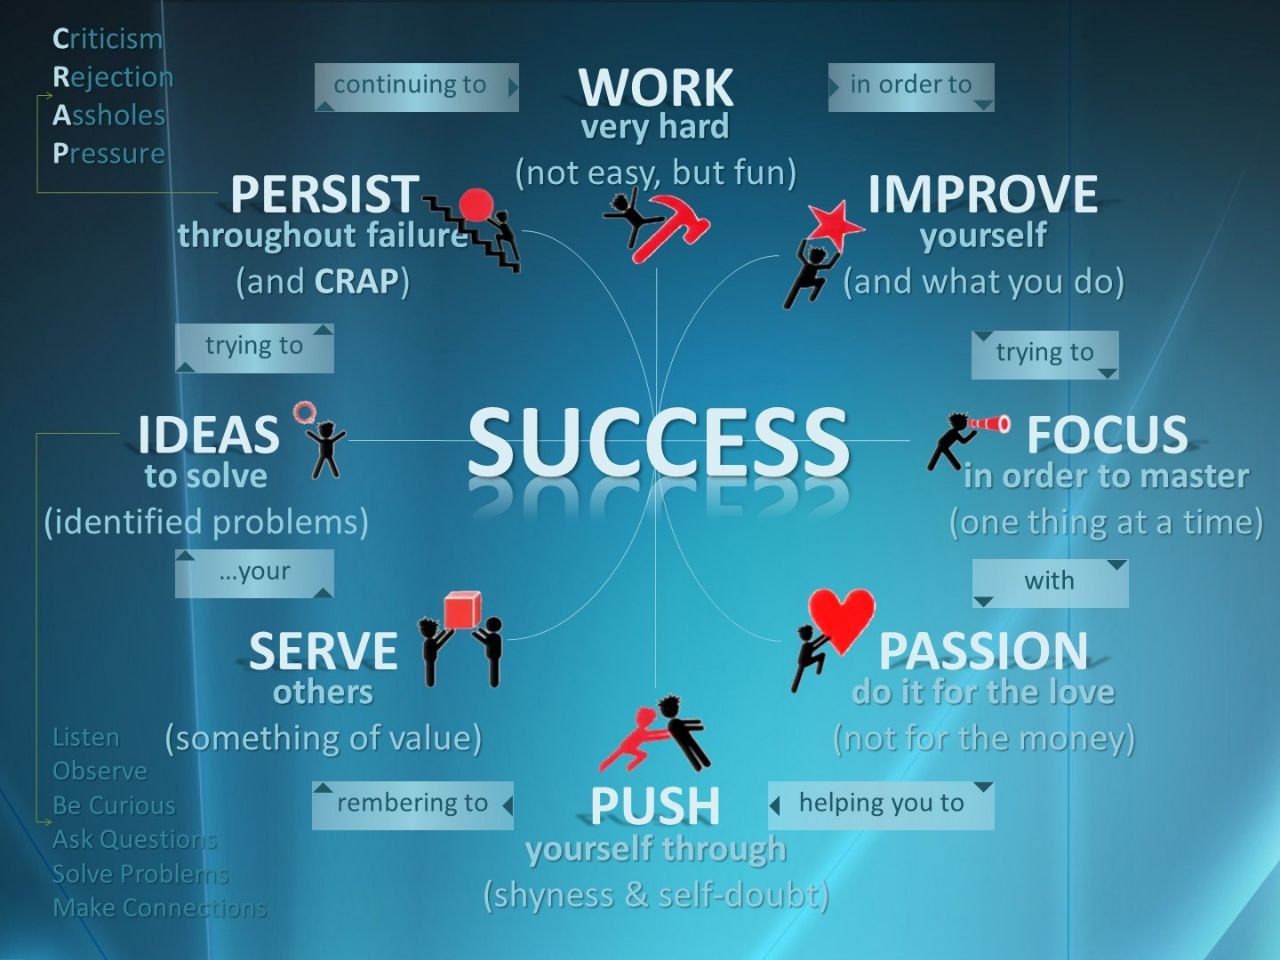 Criticism
Rejection
Assholes
Pressure
continuing to
WORK
very hard
(not easy, but fun)
in order to
PERSIST
throughout failure
(and CRAP)
IMPROVE
yourself
(and what you do)
trying to
trying to
IDEAS
to solve
(identified problems)
SUCCESS
FOCUS
in order to master
(one thing at a time)
...your
with
SERVE
others
(something of value)
PASSION
do it for the love
(not for the money)
Listen
Observe
Be Curious
Ask Questions
Solve Problems
Make Connections
rembering to
PUSH
yourself through
(shyness & self-doubt)
helping you to